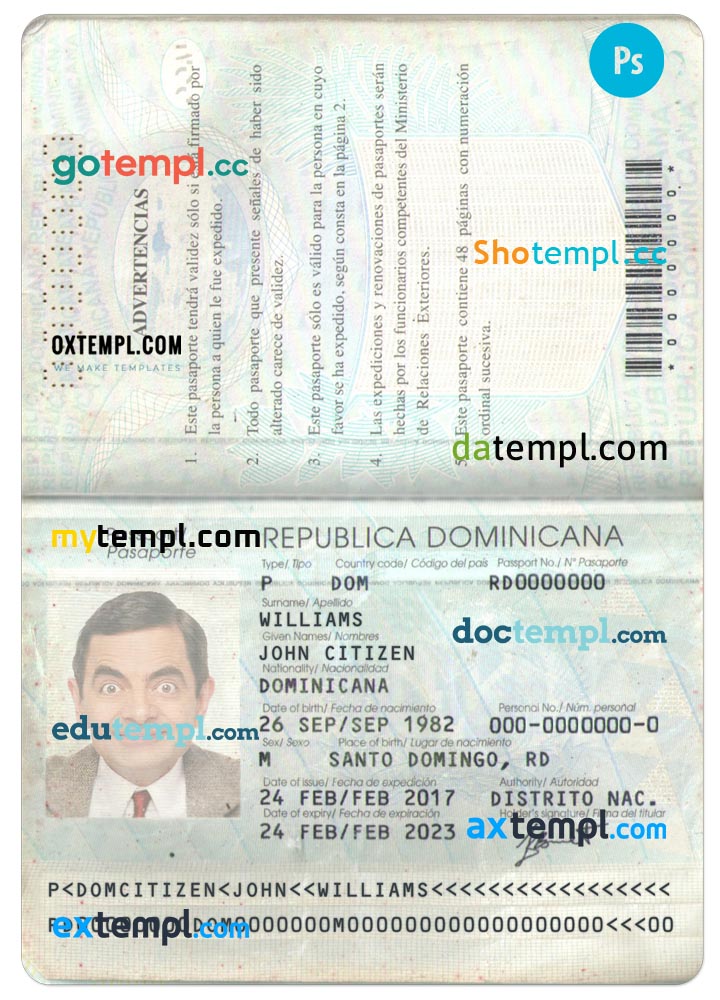 Ps
gotempl.cc
Shotempl.cc
OXTEMPL.COM
WE MAKE TEMPLATES
datempl.com
ADVERTENCIAS
1. Este pasaporte tendrá validez sólo si firmado por
la persona a quien le fue expedido.
2. Todo pasaporte que presente señales de haber sido
alterado carece de validez.
3. Este pasaporte sólo es válido para la persona en cuyo
favor se ha expedido, según consta en la página 2.
4. Las expediciones y renovaciones de pasaportes serán
hechas por los funcionarios competentes del Ministerio
de Relaciones Exteriores.
5. Este pasaporte contiene 48 páginas con numeración
ordinal sucesiva.
mytempl.com
REPUBLICA DOMINICANA
Pasaporte
Type/ Tipo Country code/ Código del país Passport No./ N° Pasaporte
P DOM RD0000000
Surname/ Apellido
WILLIAMS
doctempl.com
Given Names/ Nombres
JOHN CITIZEN
Nationality/ Nacionalidad
DOMINICANA
Date of birth/ Fecha de nacimiento Personal No./ Núm. personal
26 SEP/SEP 1982 000-0000000-0
edutempl.com
Sex/ Sexo Place of birth/ Lugar de nacimiento
M SANTO DOMINGO, RD
Date of issue/ Fecha de expedición Authority/ Autoridad
24 FEB/FEB 2017 DISTRITO NAC.
Date of expiry/ Fecha de expiración Holder's signature/ Firma del titular
24 FEB/FEB 2023
axtempl.com
P<DOMCITIZEN<JOHN<<WILLIAMS<<<<<<<<<<<<<<<<<
extempl.com